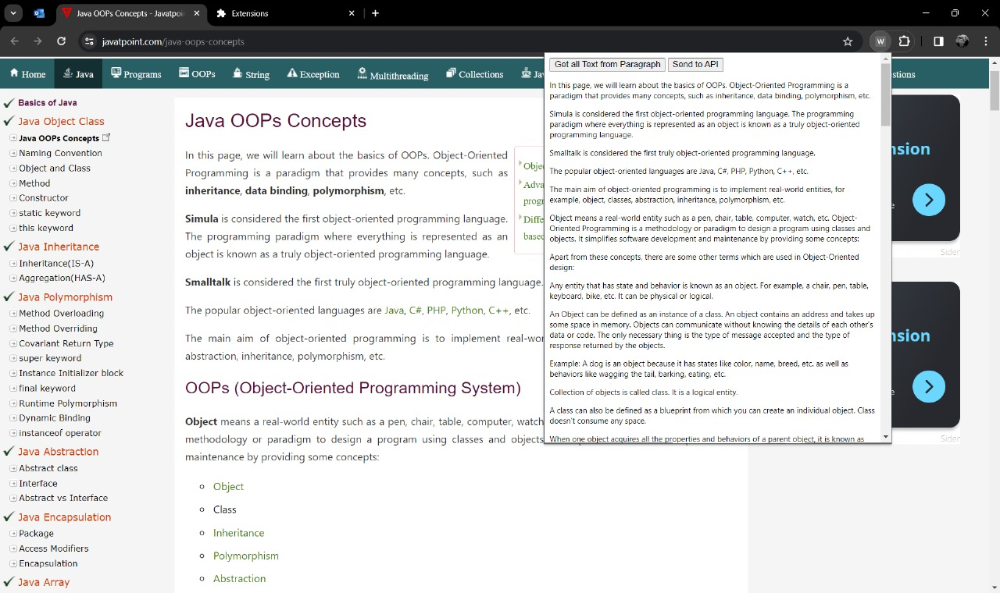 Java OOPs Concepts - Javatpoi
Extensions
javatpoint.com/java-oops-concepts
W
Home
Java
Programs
OOPs
String
Exception
Multithreading
Collections
stions
Basics of Java
Java Object Class
Java OOPs Concepts
Naming Convention
Object and Class
Method
Constructor
static keyword
this keyword
Java Inheritance
Inheritance(IS-A)
Aggregation(HAS-A)
Java Polymorphism
Method Overloading
Method Overriding
Covariant Return Type
super keyword
Instance Initializer block
final keyword
Runtime Polymorphism
Dynamic Binding
instanceof operator
Java Abstraction
Abstract class
Interface
Abstract vs Interface
Java Encapsulation
Package
Access Modifiers
Encapsulation
Java Array
Java OOPs Concepts
In this page, we will learn about the basics of OOPs. Object-Oriented
Programming is a paradigm that provides many concepts, such as
inheritance, data binding, polymorphism, etc.
Simula is considered the first object-oriented programming language.
The programming paradigm where everything is represented as an
object is known as a truly object-oriented programming language.
Smalltalk is considered the first truly object-oriented programming language.
The popular object-oriented languages are Java, C#, PHP, Python, C++, etc.
The main aim of object-oriented programming is to implement real-wor
abstraction, inheritance, polymorphism, etc.
OOPs (Object-Oriented Programming System)
Object means a real-world entity such as a pen, chair, table, computer, watch
methodology or paradigm to design a program using classes and objects
maintenance by providing some concepts:
Object
Class
Inheritance
Polymorphism
Abstraction
Obje
Adva
progr
Diffe
base
Get all Text from Paragraph Send to API
In this page, we will learn about the basics of OOPs. Object-Oriented Programming is a
paradigm that provides many concepts, such as inheritance, data binding, polymorphism, etc.
Simula is considered the first object-oriented programming language. The programming
paradigm where everything is represented as an object is known as a truly object-oriented
programming language.
Smalltalk is considered the first truly object-oriented programming language.
The popular object-oriented languages are Java, C#, PHP, Python, C++, etc.
The main aim of object-oriented programming is to implement real-world entities, for
example, object, classes, abstraction, inheritance, polymorphism, etc.
Object means a real-world entity such as a pen, chair, table, computer, watch, etc. Object-
Oriented Programming is a methodology or paradigm to design a program using classes and
objects. It simplifies software development and maintenance by providing some concepts:
Apart from these concepts, there are some other terms which are used in Object-Oriented
design:
Any entity that has state and behavior is known as an object. For example, a chair, pen, table,
keyboard, bike, etc. It can be physical or logical.
An Object can be defined as an instance of a class. An object contains an address and takes up
some space in memory. Objects can communicate without knowing the details of each other's
data or code. The only necessary thing is the type of message accepted and the type of
response returned by the objects.
Example: A dog is an object because it has states like color, name, breed, etc. as well as
behaviors like wagging the tail, barking, eating, etc.
Collection of objects is called class. It is a logical entity.
A class can also be defined as a blueprint from which you can create an individual object. Class
doesn't consume any space.
When one object acquires all the properties and behaviors of a parent object, it is known as
nsion
e
Sider
nsion
e
Sider